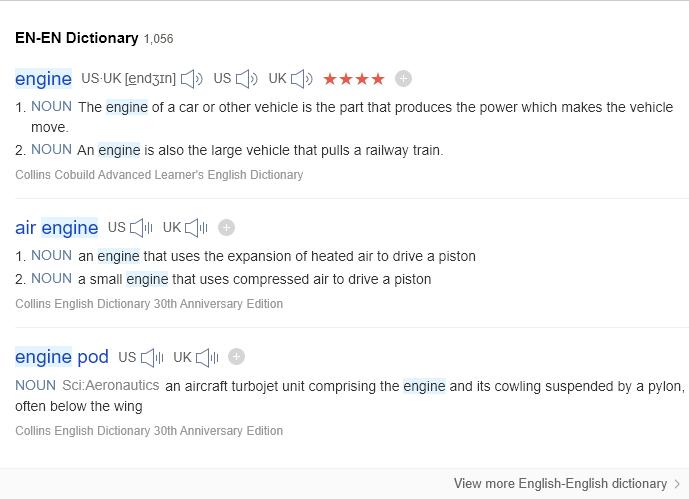 EN-EN Dictionary 1,056
engine US·UK [endʒɪn] US UK ★★★★
1. NOUN The engine of a car or other vehicle is the part that produces the power which makes the vehicle
move.
2. NOUN An engine is also the large vehicle that pulls a railway train.
Collins Cobuild Advanced Learner's English Dictionary
air engine US UK
1. NOUN an engine that uses the expansion of heated air to drive a piston
2. NOUN a small engine that uses compressed air to drive a piston
Collins English Dictionary 30th Anniversary Edition
engine pod US UK
NOUN Sci:Aeronautics an aircraft turbojet unit comprising the engine and its cowling suspended by a pylon,
often below the wing
Collins English Dictionary 30th Anniversary Edition
View more English-English dictionary